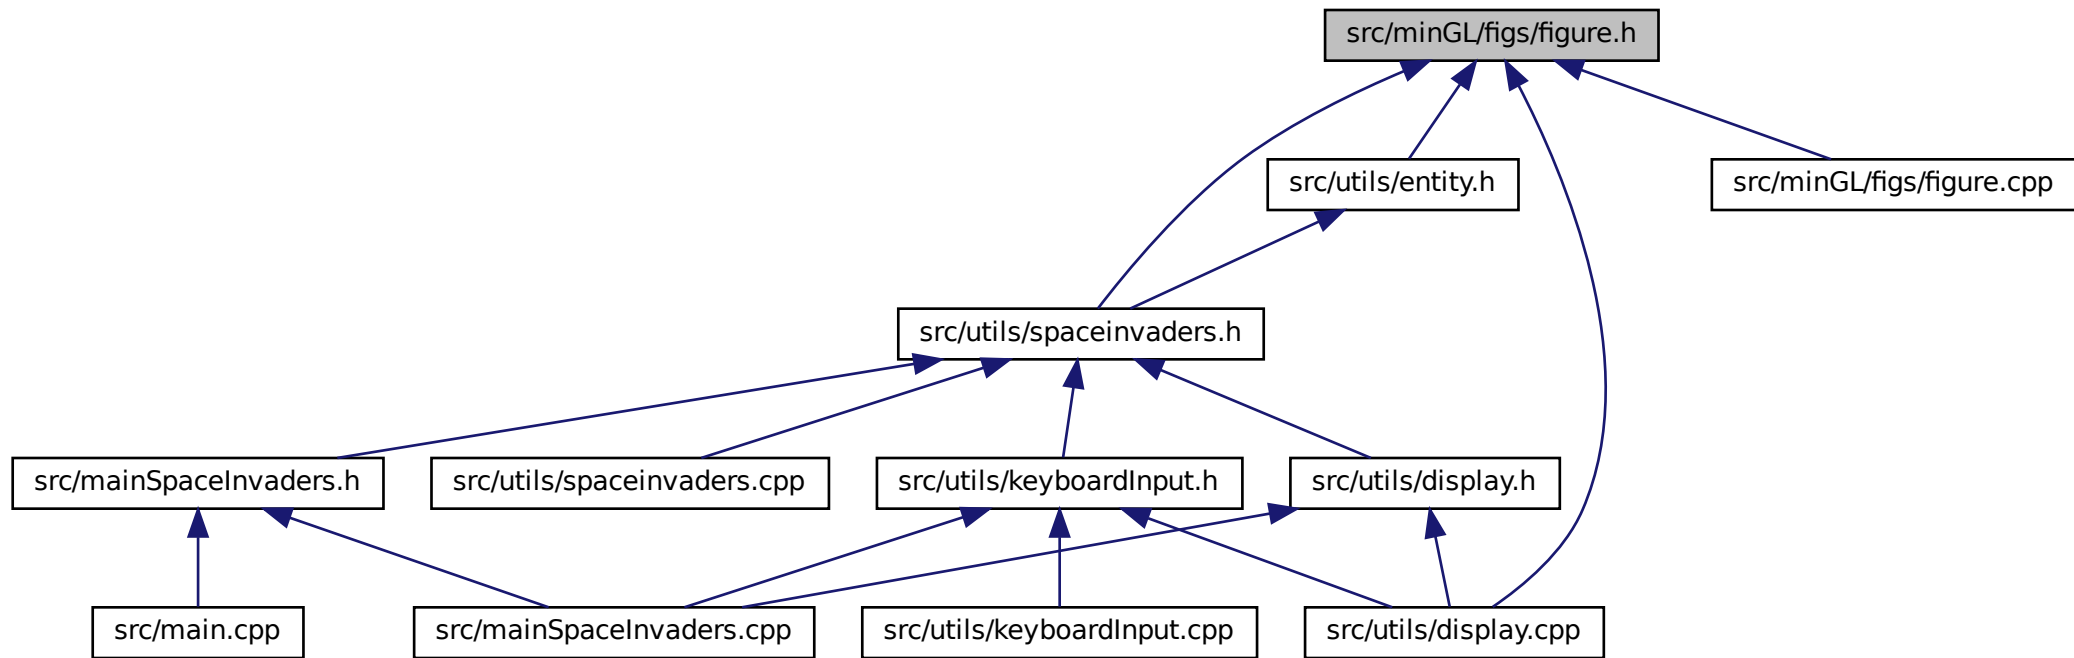 src/minGL/figs/figure.h
src/utils/entity.h
src/minGL/figs/figure.cpp
src/utils/spaceinvaders.h
src/mainSpaceInvaders.h
src/utils/spaceinvaders.cpp
src/utils/keyboardInput.h
src/utils/display.h
src/main.cpp
src/mainSpaceInvaders.cpp
src/utils/keyboardInput.cpp
src/utils/display.cpp